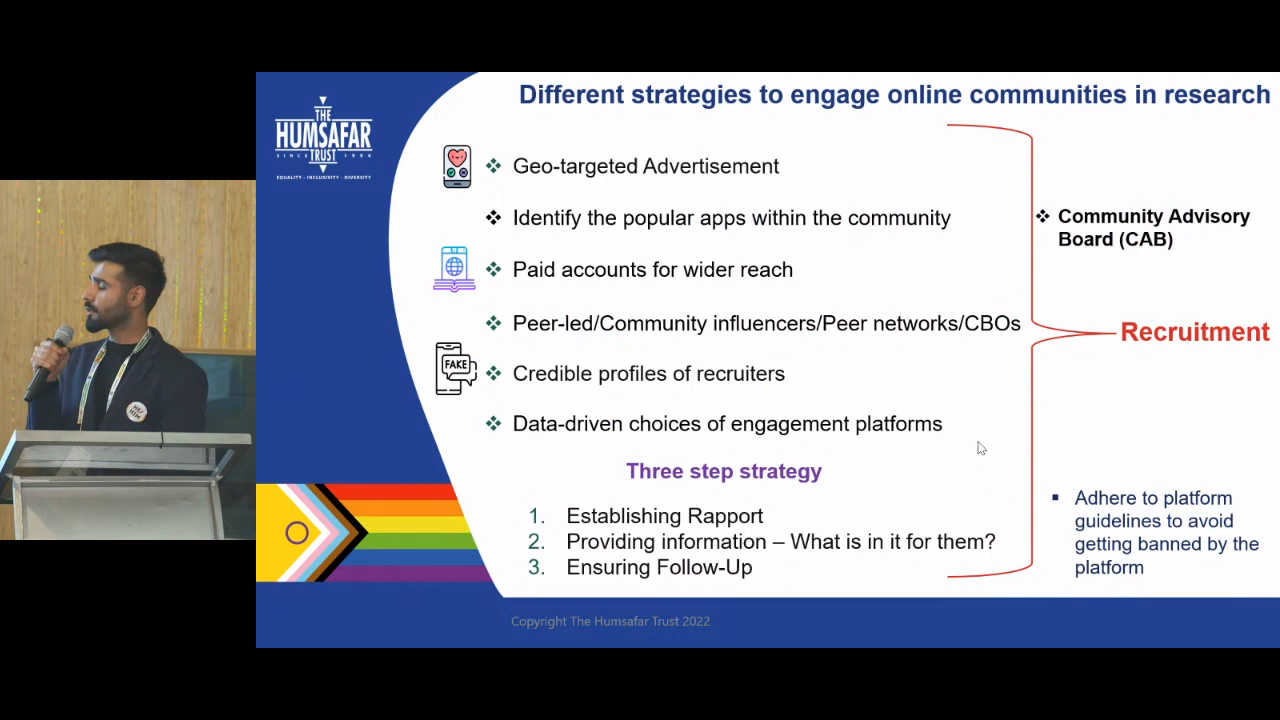 Different strategies to engage online communities in research
THE
HUMSAFAR
TRUST
SINCE 1994
EQUALITY · INCLUSIVITY · DIVERSITY
❖ Geo-targeted Advertisement
❖ Identify the popular apps within the community
❖ Paid accounts for wider reach
❖ Peer-led/Community influencers/Peer networks/CBOs
FAKE
❖ Credible profiles of recruiters
❖ Data-driven choices of engagement platforms
Three step strategy
1. Establishing Rapport
2. Providing information – What is in it for them?
3. Ensuring Follow-Up
❖ Community Advisory
Board (CAB)
Recruitment
▪ Adhere to platform
guidelines to avoid
getting banned by the
platform
HE/
HIM
Copyright The Humsafar Trust 2022